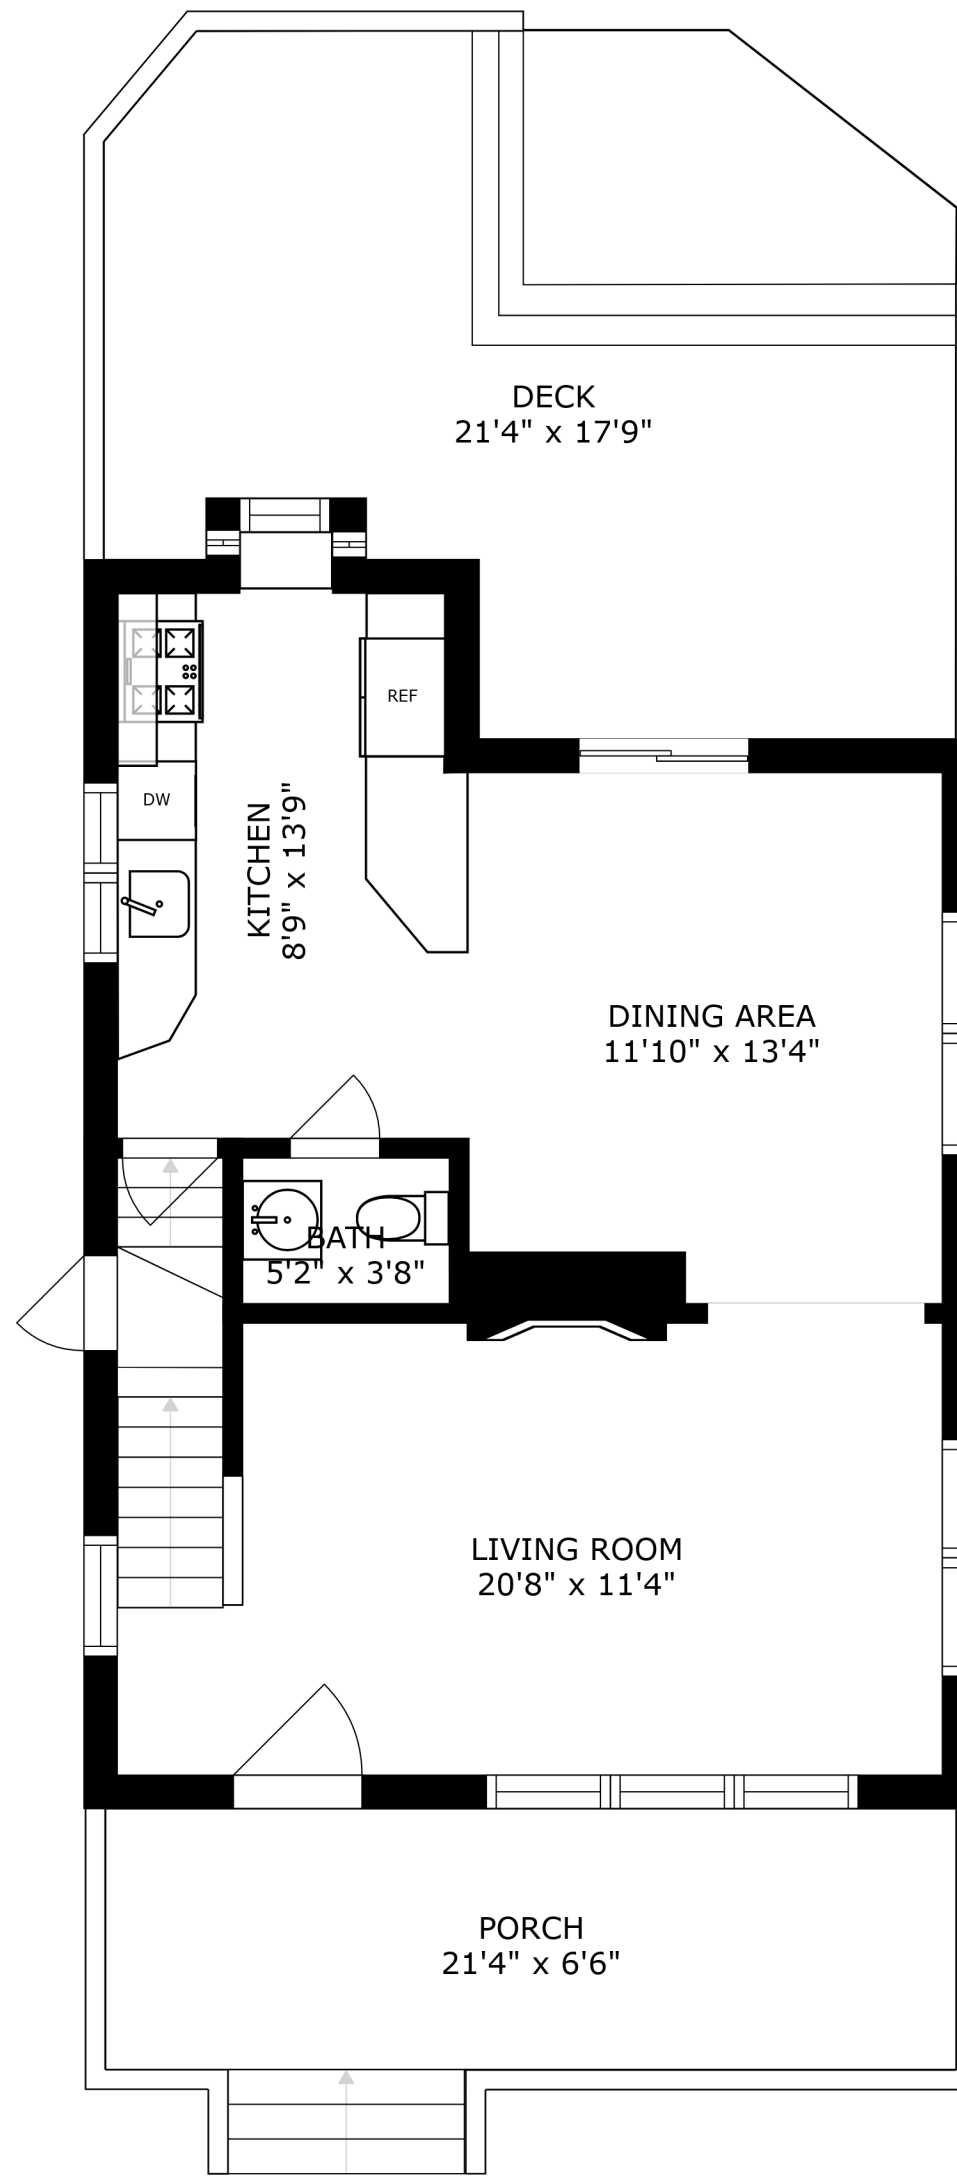 DECK
21'4" x 17'9"
REF
DW
KITCHEN
8'9" x 13'9"
DINING AREA
11'10" x 13'4"
BATH
5'2" x 3'8"
LIVING ROOM
20'8" x 11'4"
PORCH
21'4" x 6'6"